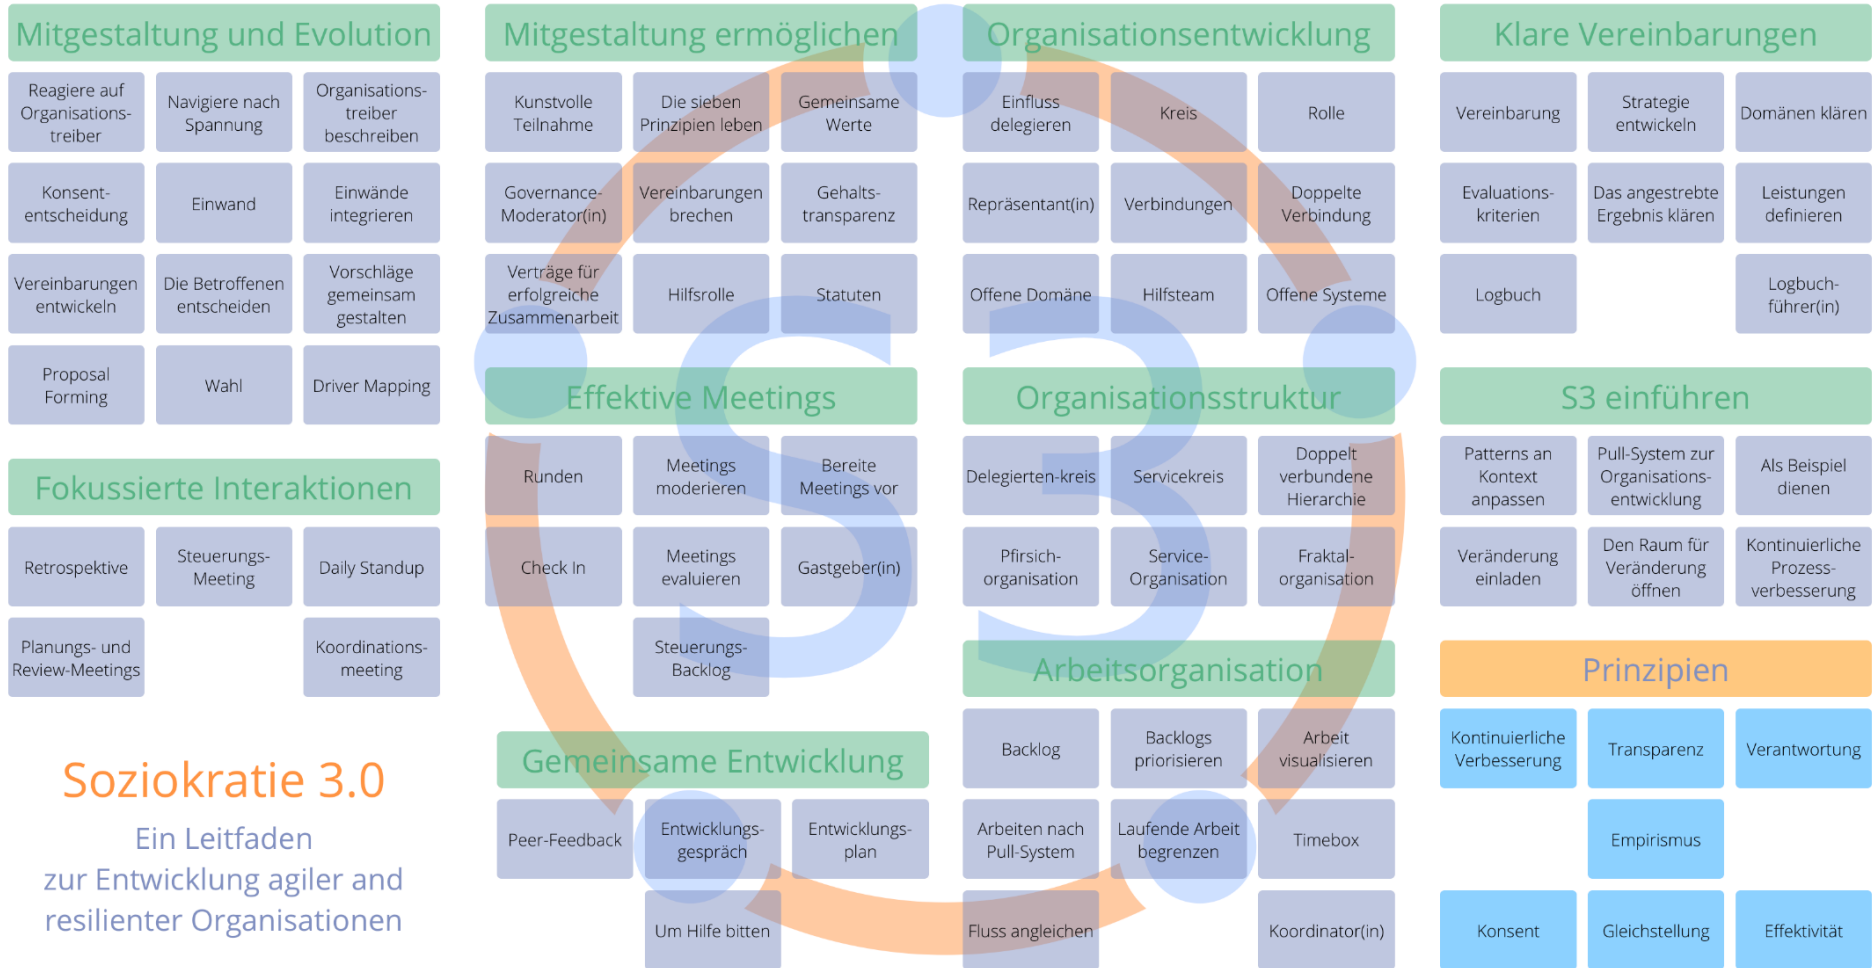 Mitgestaltung und Evolution
Reagiere auf
Organisations-
treiber
Navigiere nach
Spannung
Organisations-
treiber
beschreiben
Konsent-
entscheidung
Einwand
Einwände
integrieren
Vereinbarungen
entwickeln
Die Betroffenen
entscheiden
Vorschläge
gemeinsam
gestalten
Proposal
Forming
Wahl
Driver Mapping
Fokussierte Interaktionen
Retrospektive
Steuerungs-
Meeting
Daily Standup
Planungs- und
Review-Meetings
Koordinations-
meeting
Soziokratie 3.0
Ein Leitfaden
zur Entwicklung agiler and
resilienter Organisationen
Mitgestaltung ermöglichen
Kunstvolle
Teilnahme
Die sieben
Prinzipien leben
Gemeinsame
Werte
Governance-
Moderator(in)
Vereinbarungen
brechen
Gehalts-
transparenz
Verträge für
erfolgreiche
Zusammenarbeit
Hilfsrolle
Statuten
Effektive Meetings
Runden
Meetings
moderieren
Bereite
Meetings vor
Check In
Meetings
evaluieren
Gastgeber(in)
Steuerungs-
Backlog
Gemeinsame Entwicklung
Peer-Feedback
Entwicklungs-
gespräch
Entwicklungs-
plan
Um Hilfe bitten
Organisationsentwicklung
Einfluss
delegieren
Kreis
Rolle
Repräsentant(in)
Verbindungen
Doppelte
Verbindung
Offene Domäne
Hilfsteam
Offene Systeme
Organisationsstruktur
Delegierten-kreis
Servicekreis
Doppelt
verbundene
Hierarchie
Pfirsich-
organisation
Service-
Organisation
Fraktal-
organisation
Arbeitsorganisation
Backlog
Backlogs
priorisieren
Arbeit
visualisieren
Arbeiten nach
Pull-System
Laufende Arbeit
begrenzen
Timebox
Fluss angleichen
Koordinator(in)
Klare Vereinbarungen
Vereinbarung
Strategie
entwickeln
Domänen klären
Evaluations-
kriterien
Das angestrebte
Ergebnis klären
Leistungen
definieren
Logbuch
Logbuch-
führer(in)
S3 einführen
Patterns an
Kontext
anpassen
Pull-System zur
Organisations-
entwicklung
Als Beispiel
dienen
Veränderung
einladen
Den Raum für
Veränderung
öffnen
Kontinuierliche
Prozess-
verbesserung
Prinzipien
Kontinuierliche
Verbesserung
Transparenz
Verantwortung
Empirismus
Konsent
Gleichstellung
Effektivität
S3